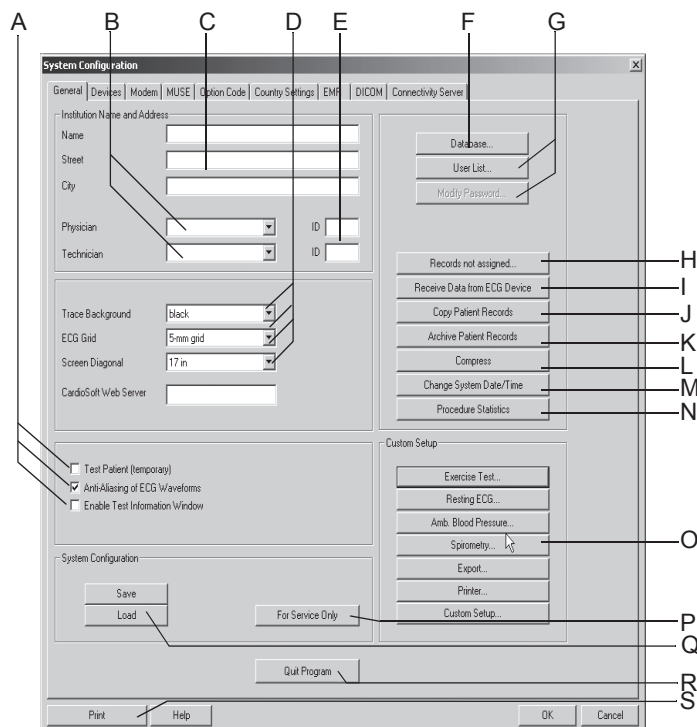 A B C D E F G
System Configuration
General Devices Modem MUSE Option Code Country Settings EMR DICOM Connectivity Server
Institution Name and Address
Name
Street
City
Physician ID
Technician ID
Trace Background black
ECG Grid 5-mm grid
Screen Diagonal 17 in
CardioSoft Web Server
Test Patient (temporary)
Anti-Aliasing of ECG Waveforms
Enable Test Information Window
System Configuration
Save
Load
For Service Only
Database...
User List...
Modify Password...
Records not assigned... H
Receive Data from ECG Device I
Copy Patient Records J
Archive Patient Records K
Compress L
Change System Date/Time M
Procedure Statistics N
Custom Setup
Exercise Test...
Resting ECG...
Amb. Blood Pressure...
Spirometry... O
Export...
Printer...
Custom Setup...
P
Q
Quit Program R
S
Print Help OK Cancel